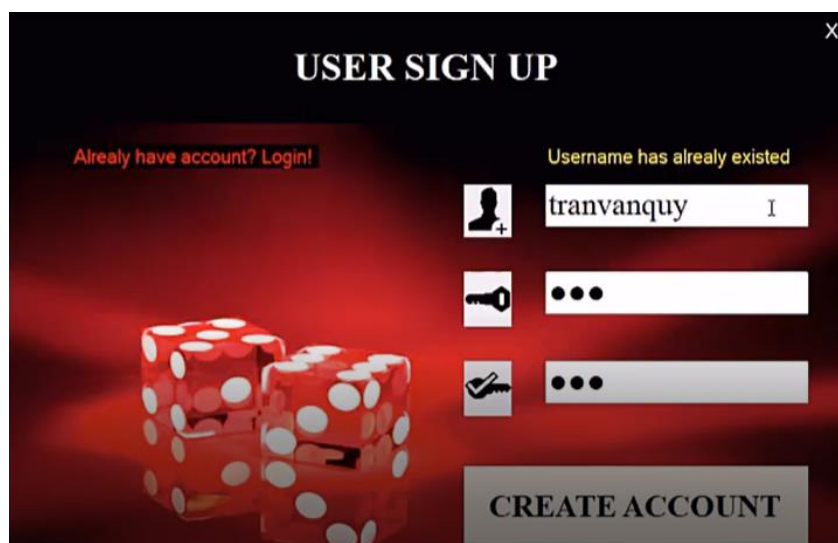 X
USER SIGN UP
Alrealy have account? Login!
Username has alrealy existed
tranvanquy
CREATE ACCOUNT